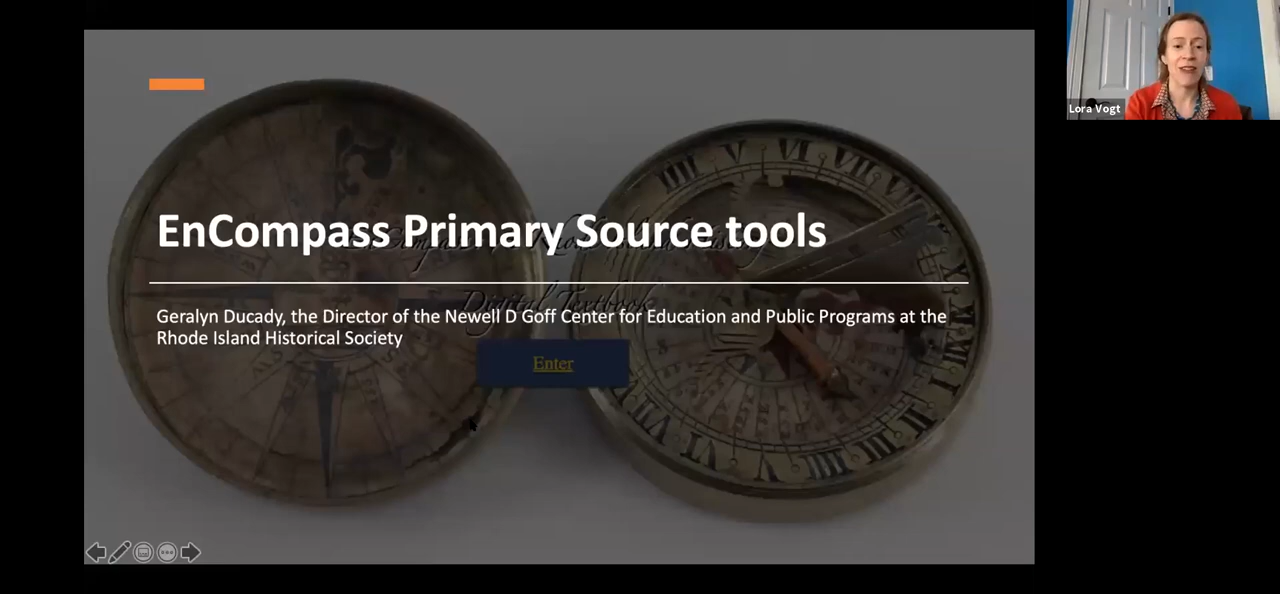 EnCompass Primary Source tools
Geralyn Ducady, the Director of the Newell D Goff Center for Education and Public Programs at the
Rhode Island Historical Society
Digital Textbook
Enter
Lora Vogt